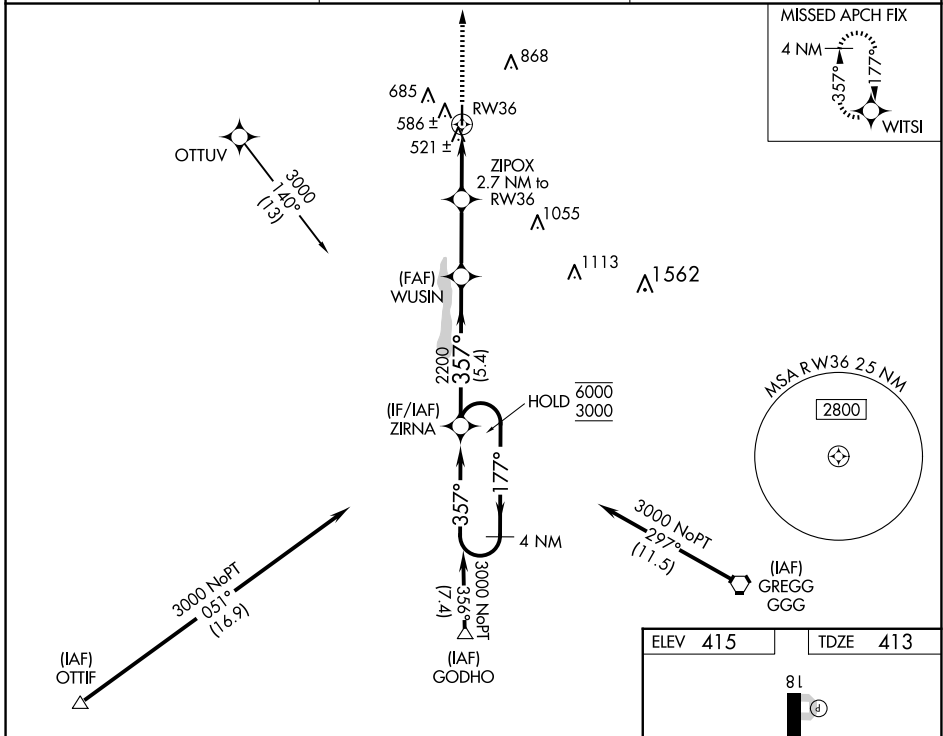 MISSED APCH FIX
4 NM
357°
177°
WITSI
868
685
RW36
586 ±
521 ±
OTTUV
3000
140°
(13)
ZIPOX
2.7 NM to
RW36
1055
1113
1562
(FAF)
WUSIN
2200
357°
(5.4)
HOLD
6000
3000
(IF/IAF)
ZIRNA
357°
177°
4 NM
MSA RW36 25 NM
2800
3000 NoPT
051°
(16.9)
(IAF)
OTTIF
3000 NoPT
356°
(7.4)
(IAF)
GODHO
3000 NoPT
297°
(11.5)
(IAF)
GREGG
GGG
ELEV 415
TDZE 413
18
P